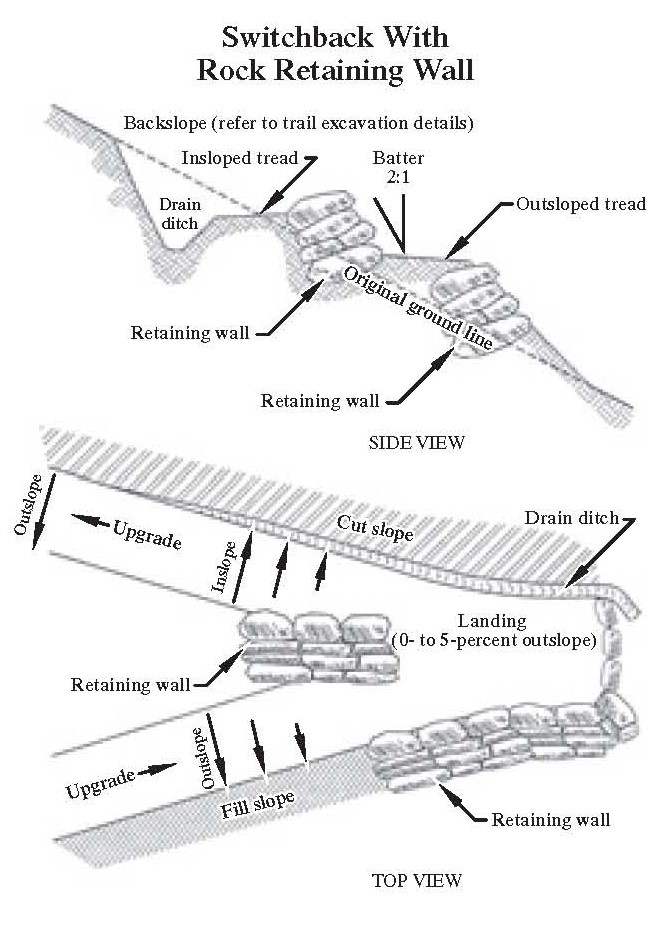 Switchback With
Rock Retaining Wall
Backslope (refer to trail excavation details)
Insloped tread
Batter
2:1
Drain
ditch
Outsloped tread
Original ground line
Retaining wall
Retaining wall
SIDE VIEW
Outslope
Upgrade
Inslope
Cut slope
Drain ditch
Landing
(0- to 5-percent outslope)
Retaining wall
Upgrade
Outslope
Fill slope
Retaining wall
TOP VIEW